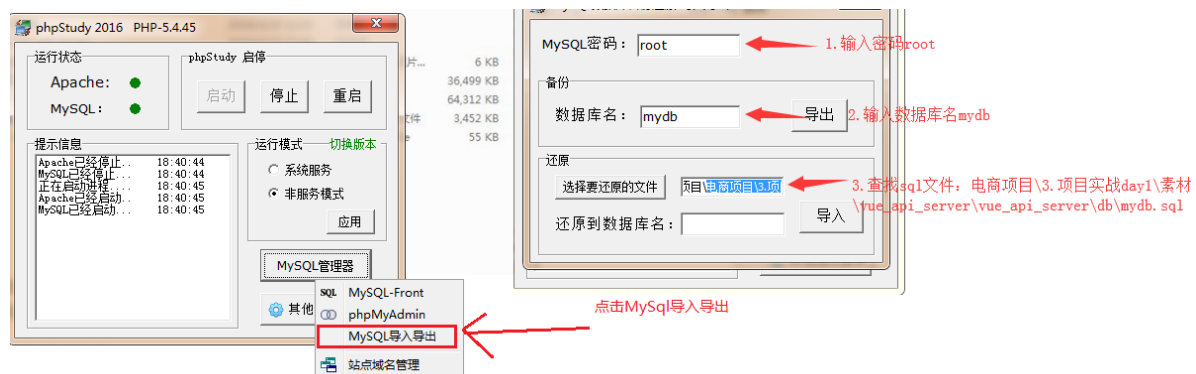 phpStudy 2016 PHP-5.4.45
运行状态
Apache:
MySQL:
phpStudy 启停
启动
停止
重启
提示信息
Apache已经停止.. 18:40:44
MySQL已经停止.. 18:40:44
正在启动进程.... 18:40:45
Apache已经启动.. 18:40:45
MySQL已经启动... 18:40:45
运行模式
切换版本
系统服务
非服务模式
应用
MySQL管理器
其他
SQL MySQL-Front
phpMyAdmin
MySQL导入导出
站点域名管理
片... 6 KB
36,499 KB
64,312 KB
文件 3,452 KB
55 KB
MySQL密码： root
1.输入密码root
备份
数据库名： mydb
导出
2.输入数据库名mydb
还原
选择要还原的文件
项目\电商项目\3.项
3.查找sql文件：电商项目\3.项目实战day1\素材
\vue_api_server\vue_api_server\db\mydb.sql
还原到数据库名：
导入
点击MySql导入导出